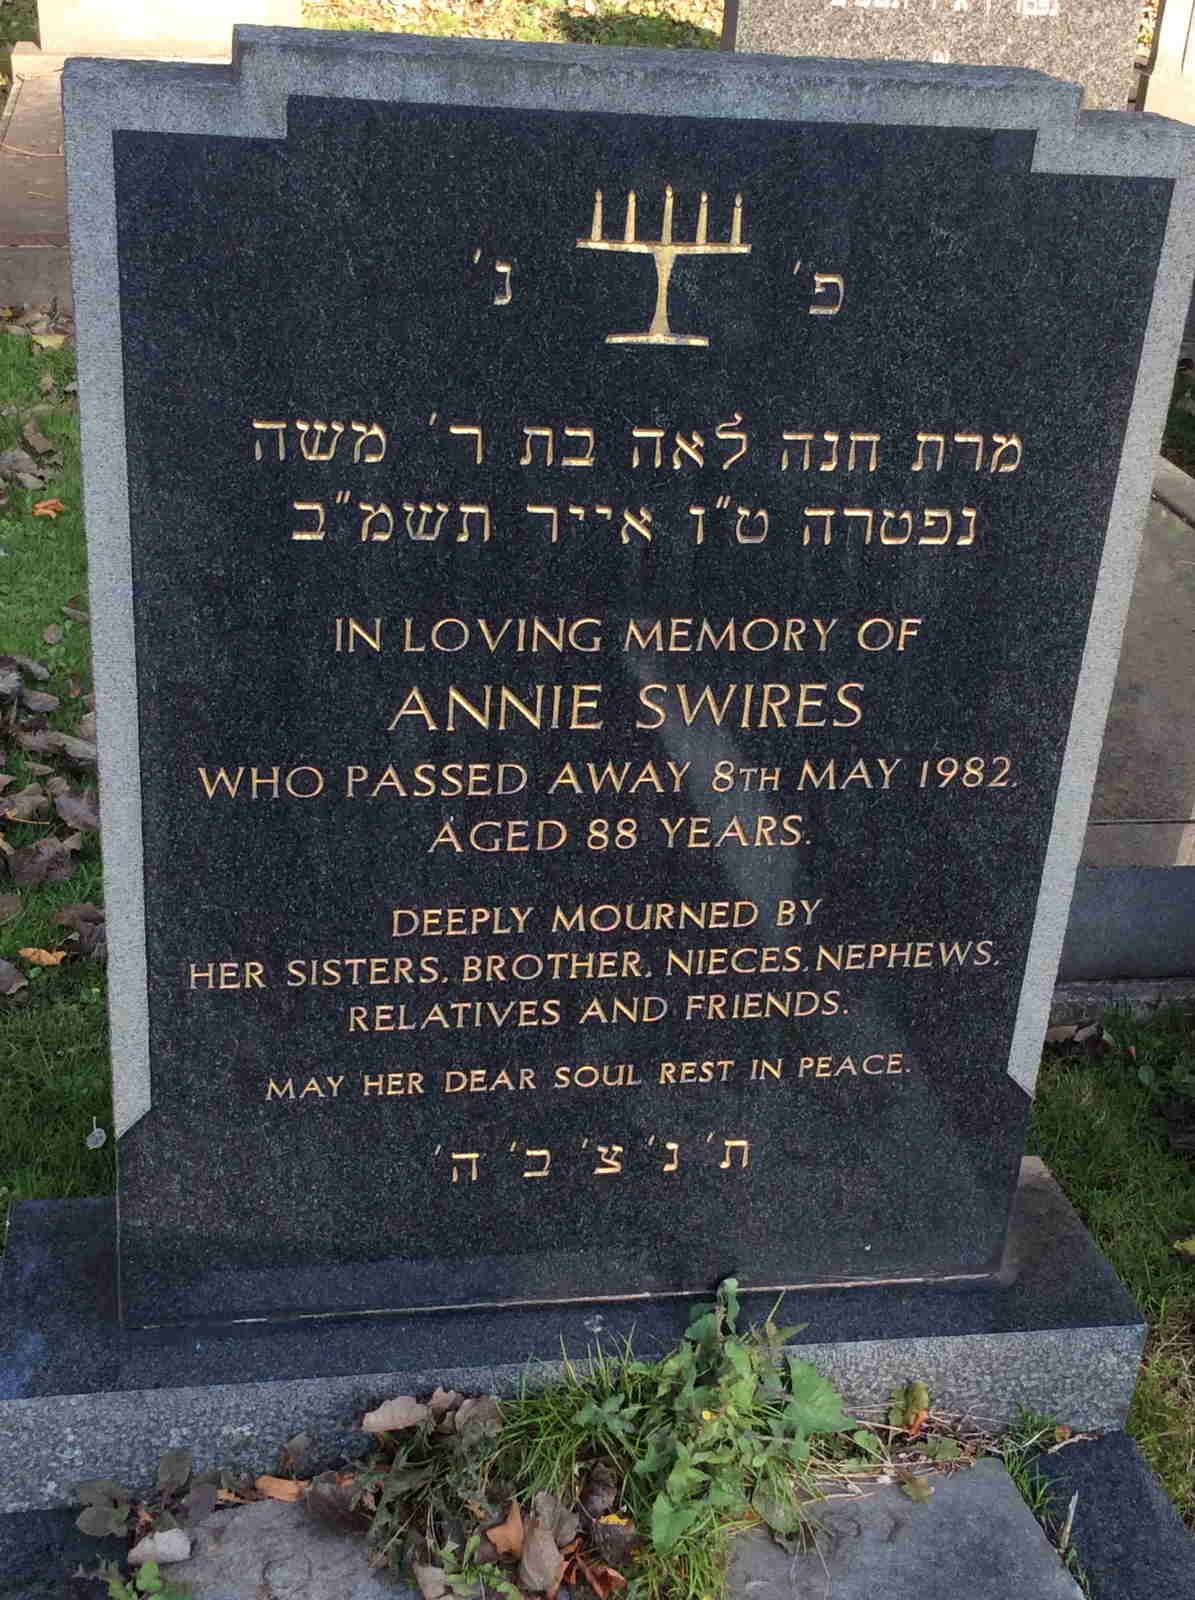 פ׳ נ׳
מרת חנה לאה בת ר׳ משה
נפטרה ט״ו אייר תשמ״ב
IN LOVING MEMORY OF
ANNIE SWIRES
WHO PASSED AWAY 8TH MAY 1982.
AGED 88 YEARS.
DEEPLY MOURNED BY
HER SISTERS, BROTHER, NIECES, NEPHEWS,
RELATIVES AND FRIENDS.
MAY HER DEAR SOUL REST IN PEACE.
ת׳ נ׳ צ׳ ב׳ ה׳